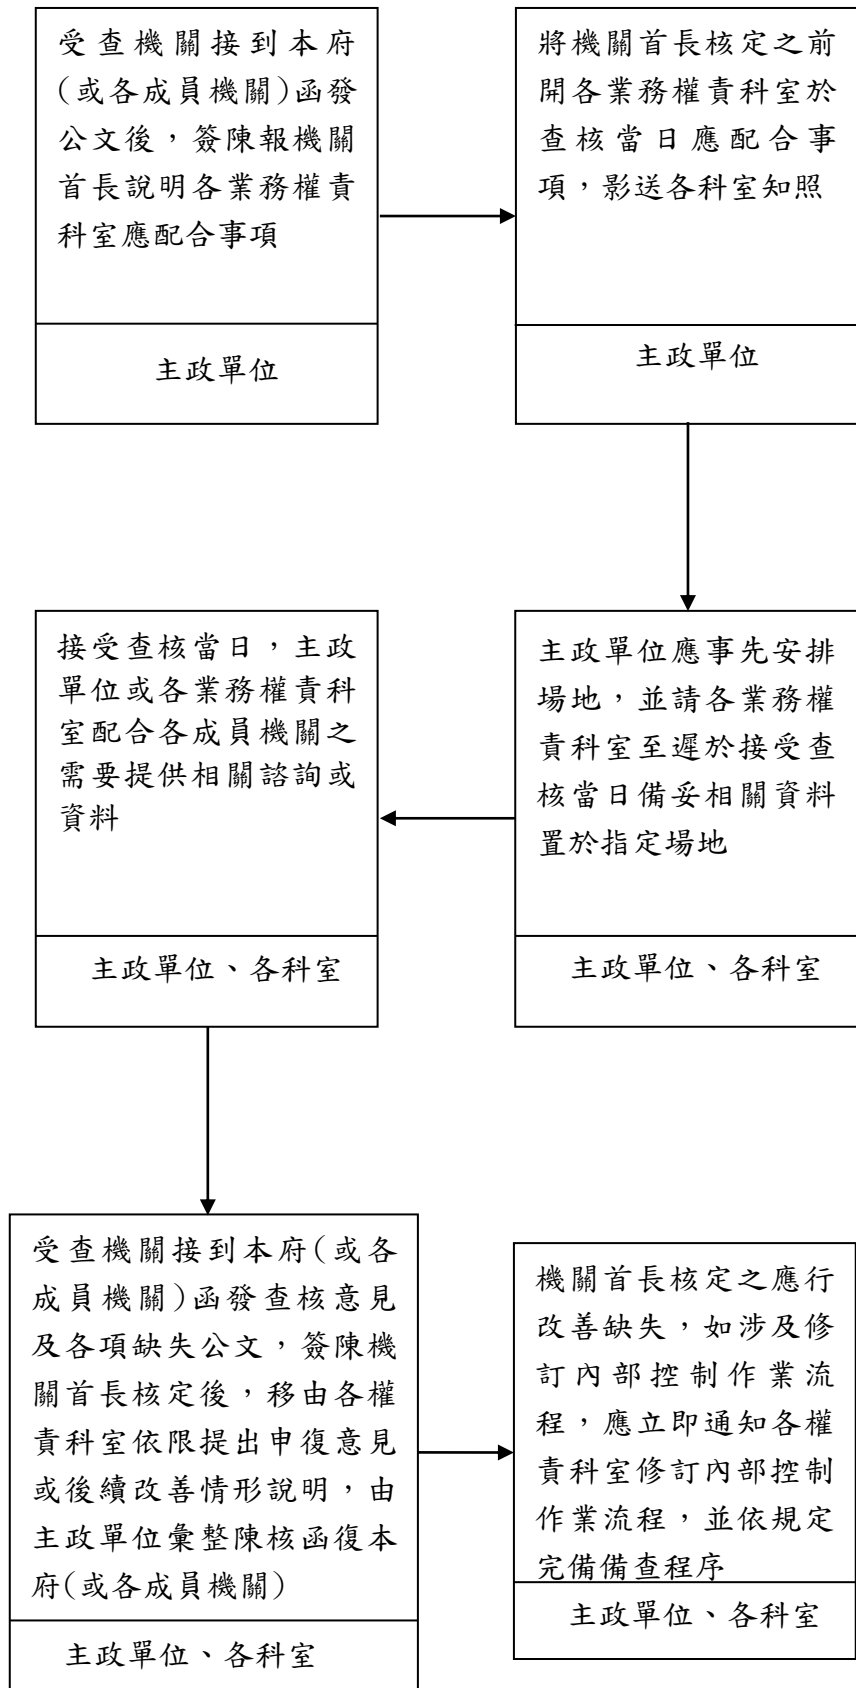 受查機關接到本府
(或各成員機關)函發
公文後，簽陳報機關
首長說明各業務權責
科室應配合事項
主政單位
將機關首長核定之前
開各業務權責科室於
查核當日應配合事
項，影送各科室知照
主政單位
主政單位應事先安排
場地，並請各業務權
責科室至遲於接受查
核當日備妥相關資料
置於指定場地
主政單位、各科室
接受查核當日，主政
單位或各業務權責科
室配合各成員機關之
需要提供相關諮詢或
資料
主政單位、各科室
受查機關接到本府(或各
成員機關)函發查核意見
及各項缺失公文，簽陳機
關首長核定後，移由各權
責科室依限提出申復意見
或後續改善情形說明，由
主政單位彙整陳核函復本
府(或各成員機關)
主政單位、各科室
機關首長核定之應行
改善缺失，如涉及修
訂內部控制作業流
程，應立即通知各權
責科室修訂內部控制
作業流程，並依規定
完備備查程序
主政單位、各科室